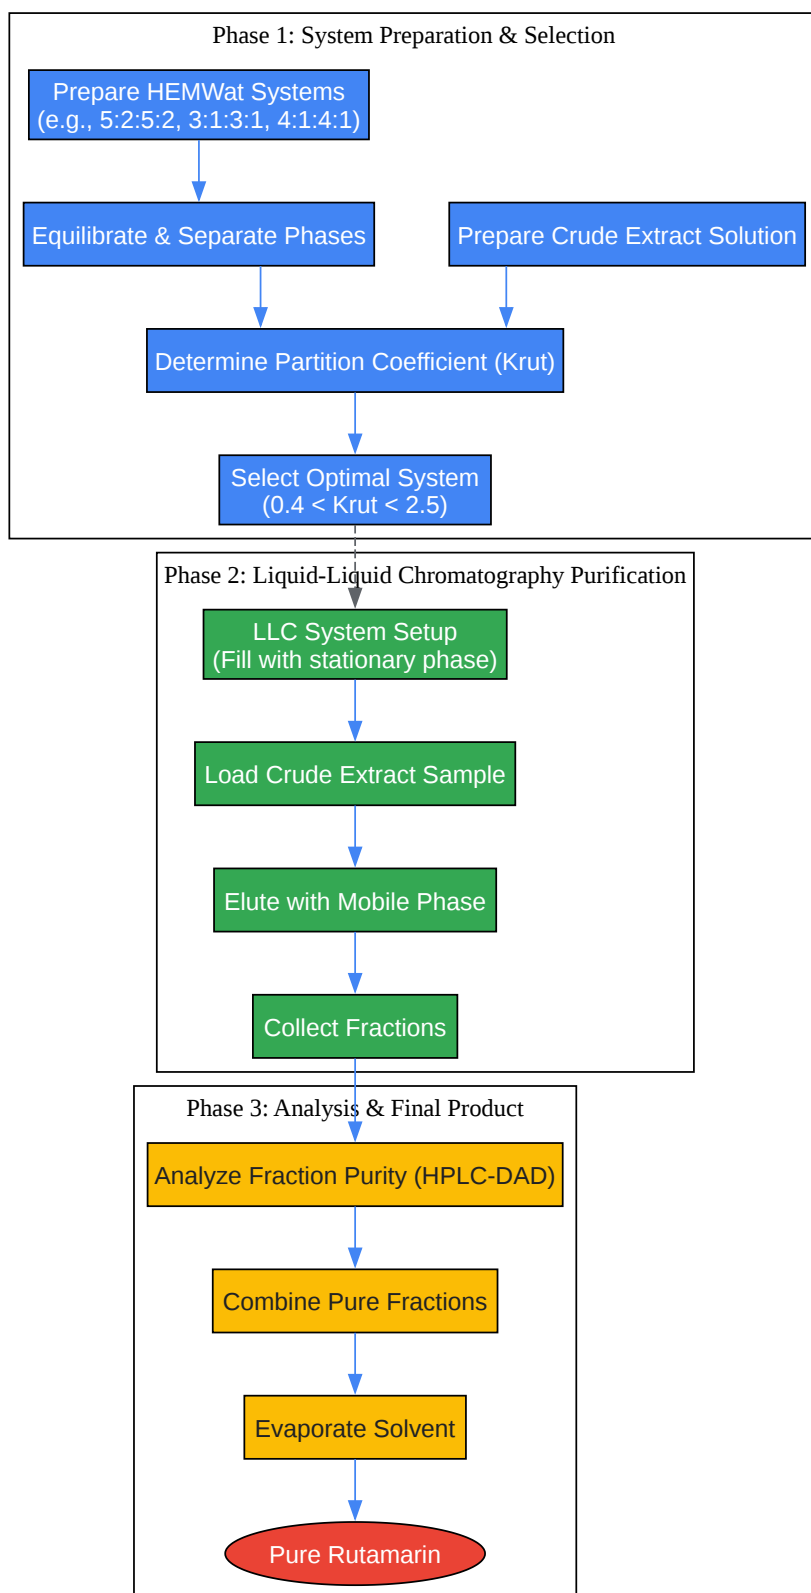 Phase 1: System Preparation & Selection
Prepare HEMWat Systems
(e.g., 5:2:5:2, 3:1:3:1, 4:1:4:1)
Equilibrate & Separate Phases
Prepare Crude Extract Solution
Determine Partition Coefficient (Krut)
Select Optimal System
(0.4 < Krut < 2.5)
Phase 2: Liquid-Liquid Chromatography Purification
LLC System Setup
(Fill with stationary phase)
Load Crude Extract Sample
Elute with Mobile Phase
Collect Fractions
Phase 3: Analysis & Final Product
Analyze Fraction Purity (HPLC-DAD)
Combine Pure Fractions
Evaporate Solvent
Pure Rutamarin